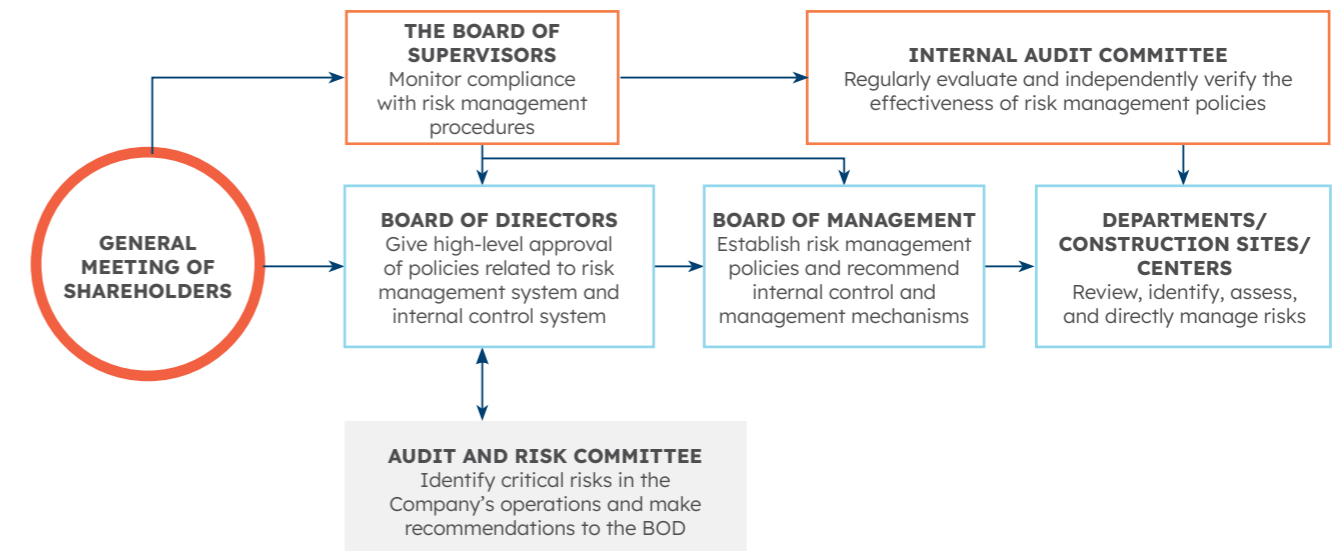 THE BOARD OF
SUPERVISORS
Monitor compliance
with risk management
procedures
INTERNAL AUDIT COMMITTEE
Regularly evaluate and independently verify the
effectiveness of risk management policies
GENERAL
MEETING OF
SHAREHOLDERS
BOARD OF DIRECTORS
Give high-level approval
of policies related to risk
management system and
internal control system
BOARD OF MANAGEMENT
Establish risk management
policies and recommend
internal control and
management mechanisms
DEPARTMENTS/
CONSTRUCTION SITES/
CENTERS
Review, identify, assess,
and directly manage risks
AUDIT AND RISK COMMITTEE
Identify critical risks in the
Company’s operations and make
recommendations to the BOD